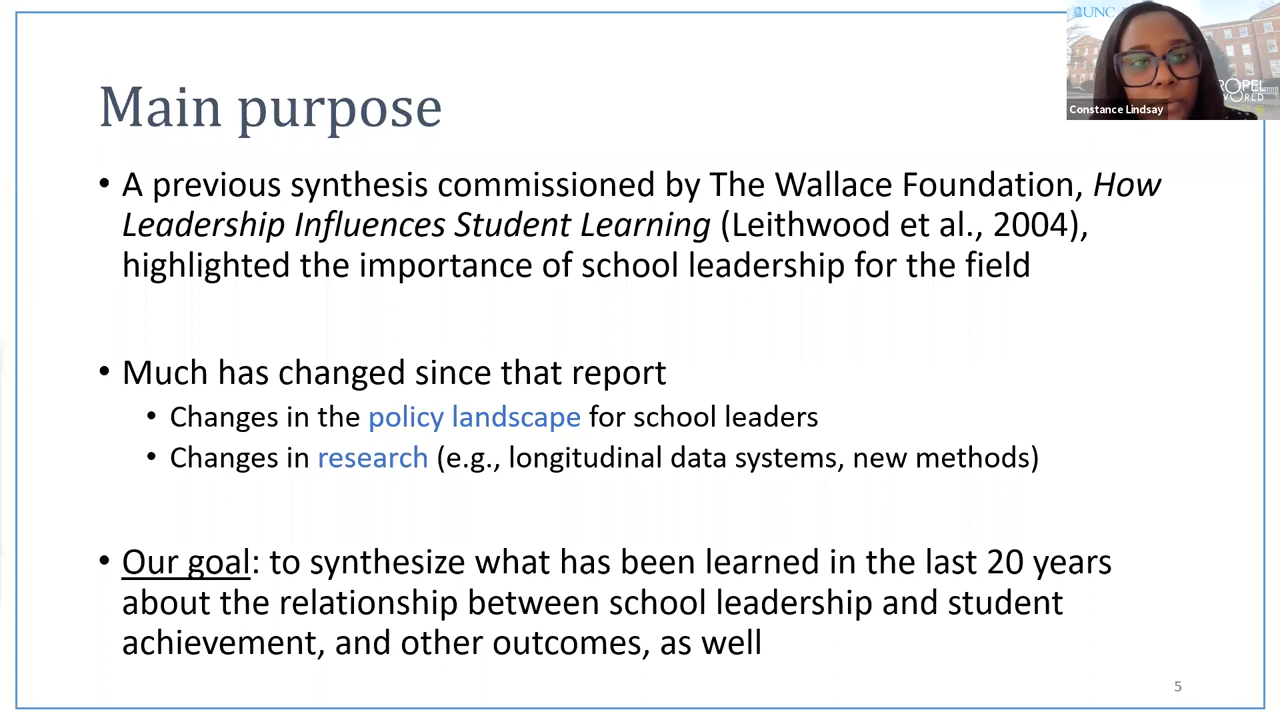 UNC
ROPEL
WORLD
Constance Lindsay
Main purpose
• A previous synthesis commissioned by The Wallace Foundation, How
Leadership Influences Student Learning (Leithwood et al., 2004),
highlighted the importance of school leadership for the field
• Much has changed since that report
• Changes in the policy landscape for school leaders
• Changes in research (e.g., longitudinal data systems, new methods)
• Our goal: to synthesize what has been learned in the last 20 years
about the relationship between school leadership and student
achievement, and other outcomes, as well
5